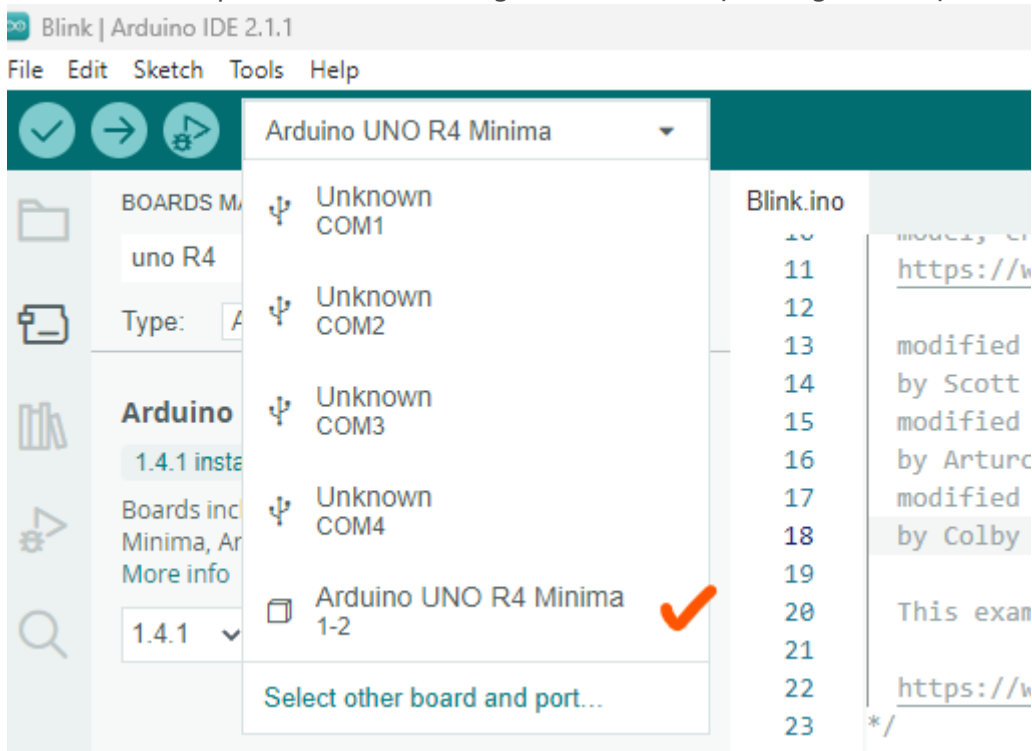 Blink | Arduino IDE 2.1.1
File Edit Sketch Tools Help
Arduino UNO R4 Minima
BOARDS
uno R4
Type:
Arduino
1.4.1
Boards
Minima,
More info
1.4.1
Unknown
COM1
Unknown
COM2
Unknown
COM3
Unknown
COM4
Arduino UNO R4 Minima
1-2
Select other board and port...
Blink.ino
11 https://w
12
13 modified
14 by Scott
15 modified
16 by Arturo
17 modified
18 by Colby
19
20 This exam
21
22 https://w
23 */